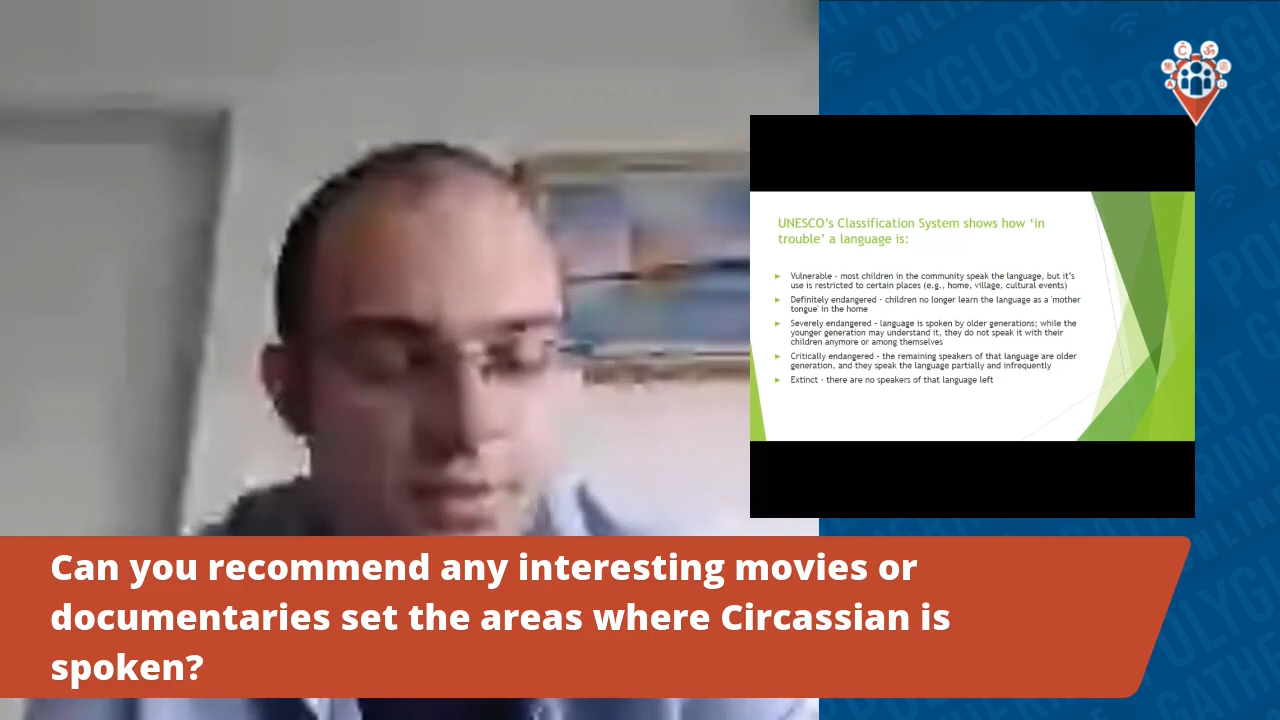 UNESCO's Classification System shows how 'in
trouble' a language is:
Vulnerable - most children in the community speak the language, but it's
use is restricted to certain places (e.g., home, village, cultural events)
Definitely endangered - children no longer learn the language as a 'mother
tongue' in the home
Severely endangered - language is spoken by older generations; while the
younger generation may understand it, they do not speak it with their
children anymore or among themselves
Critically endangered - the remaining speakers of that language are older
generation, and they speak the language partially and infrequently
Extinct - there are no speakers of that language left
Can you recommend any interesting movies or
documentaries set the areas where Circassian is
spoken?